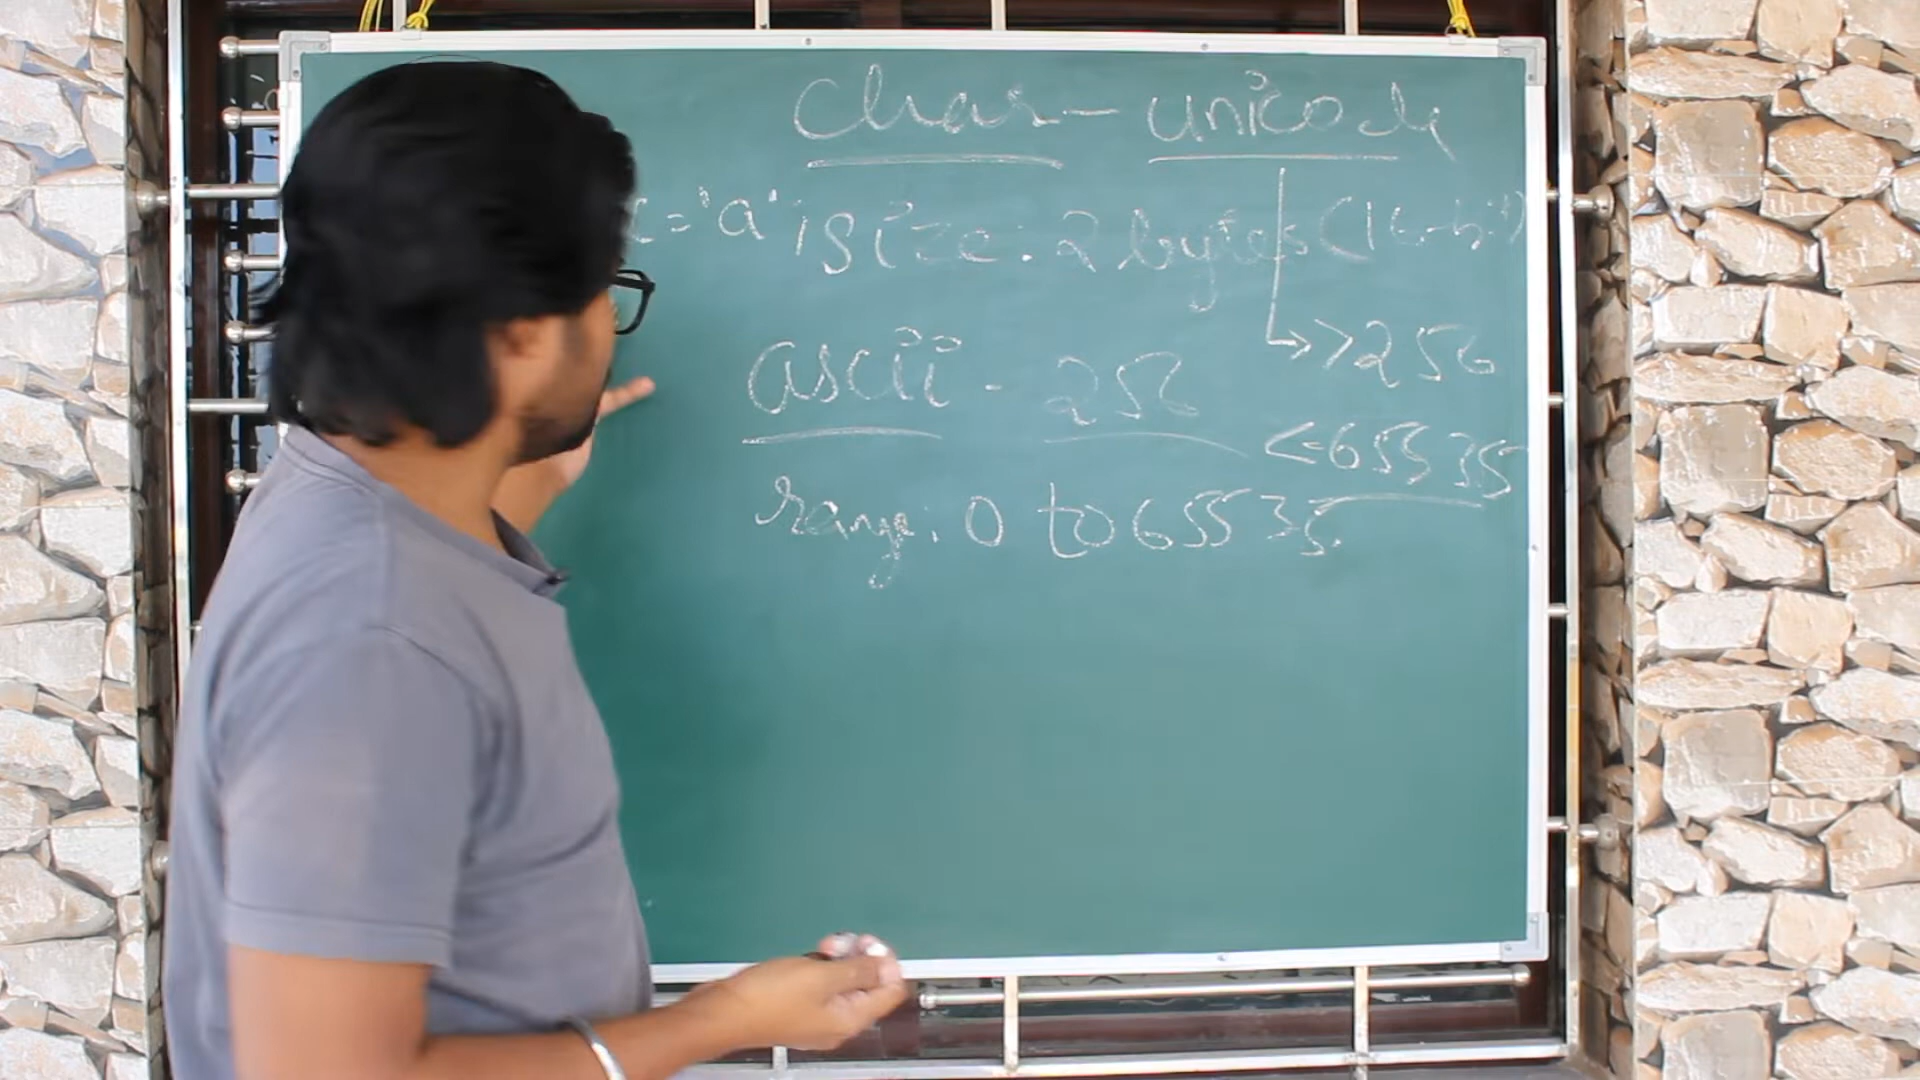 char - unicode
= 'a' ; size : 2 bytes (16-bit)
ascii - 256
→ > 256
<= 65535
range : 0 to 65535.